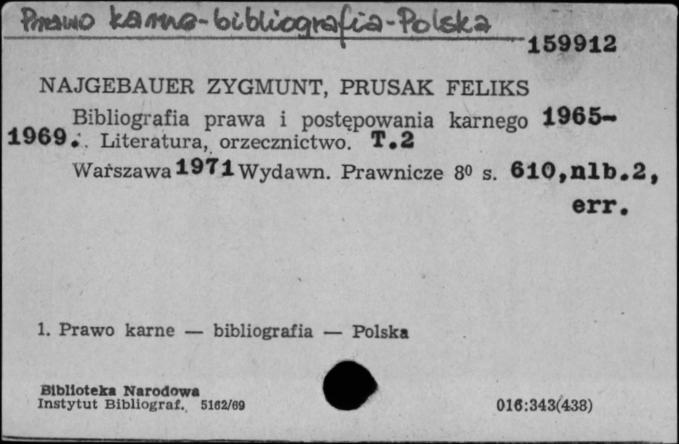 Prawo karne-bibliografia-Polska
159912
NAJGEBAUER ZYGMUNT, PRUSAK FELIKS
Bibliografia prawa i postępowania karnego 1965-
1969. Literatura, orzecznictwo. T.2
Warszawa 1971 Wydawn. Prawnicze 8⁰ s. 610,nlb.2,
err.
1. Prawo karne — bibliografia — Polska
Biblioteka Narodowa
Instytut Bibliograf. 5162/69
016:343(438)